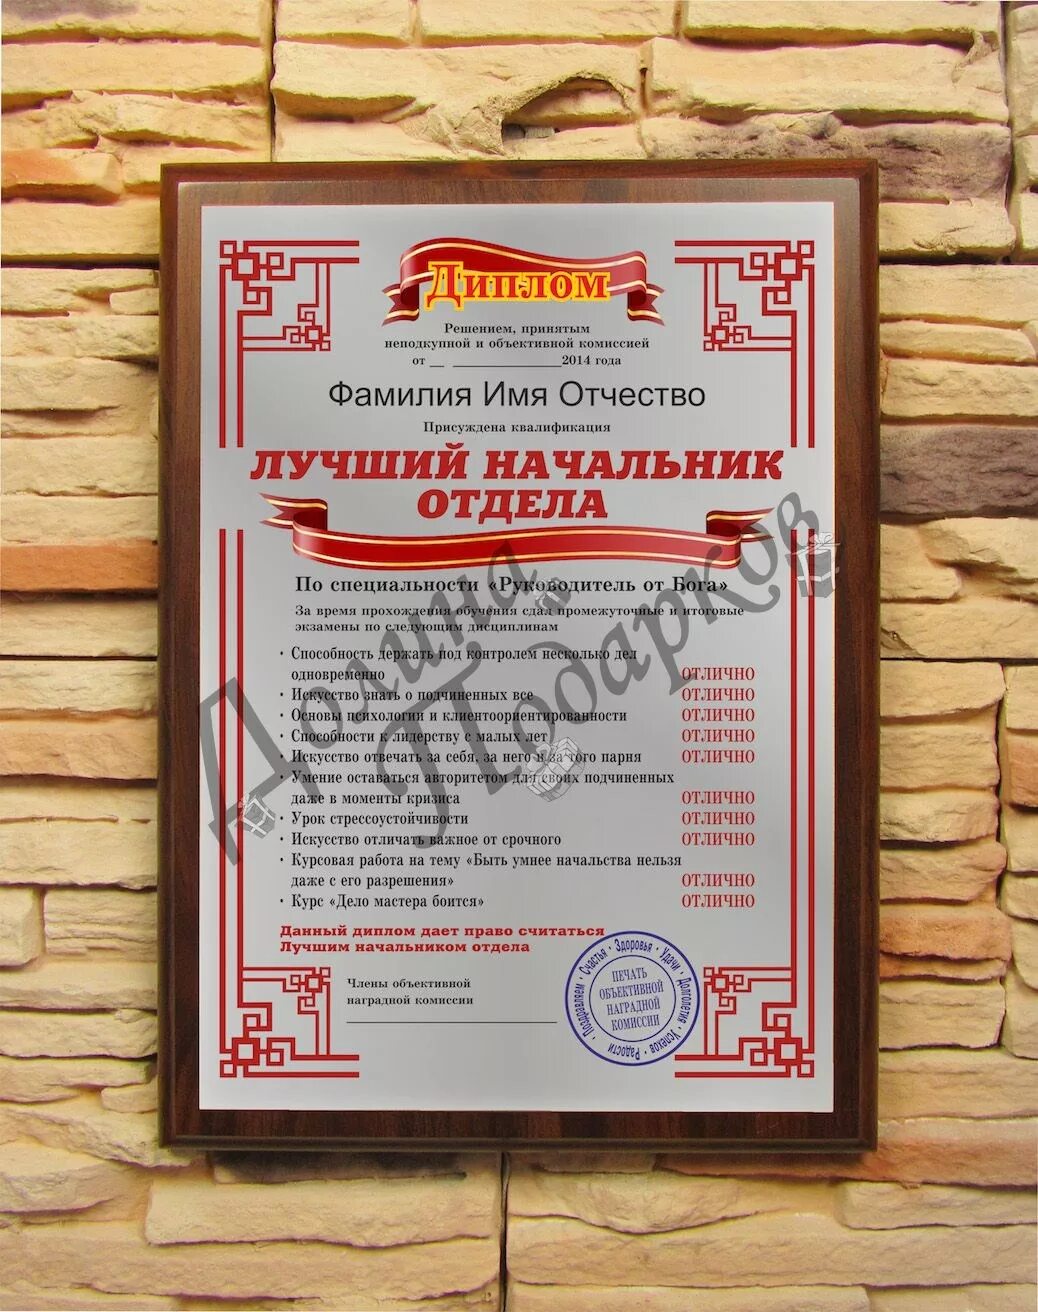 Диплом
Решением, принятым
неподкупной и объективной комиссией
от __ ______________2014 года
Фамилия Имя Отчество
Присуждена квалификация
ЛУЧШИЙ НАЧАЛЬНИК
ОТДЕЛА
По специальности «Руководитель от Бога»
За время прохождения обучения сдал промежуточные и итоговые
экзамены по следующим дисциплинам
· Способность держать под контролем несколько дел
одновременно ОТЛИЧНО
· Искусство знать о подчиненных все ОТЛИЧНО
· Основы психологии и клиентоориентированности ОТЛИЧНО
· Способности к лидерству с малых лет ОТЛИЧНО
· Искусство отвечать за себя, за него и за того парня ОТЛИЧНО
· Умение оставаться авторитетом для своих подчиненных
даже в моменты кризиса ОТЛИЧНО
· Урок стрессоустойчивости ОТЛИЧНО
· Искусство отличать важное от срочного ОТЛИЧНО
· Курсовая работа на тему «Быть умнее начальства нельзя
даже с его разрешения» ОТЛИЧНО
· Курс «Дело мастера боится» ОТЛИЧНО
Данный диплом дает право считаться
Лучшим начальником отдела
Члены объективной
наградной комиссии
Поздравляем · Счастья · Здоровья · Удачи · Долголетия · Успехов · Радости
ПЕЧАТЬ
ОБЪЕКТИВНОЙ
НАГРАДНОЙ
КОМИССИИ
Долина
Подарков